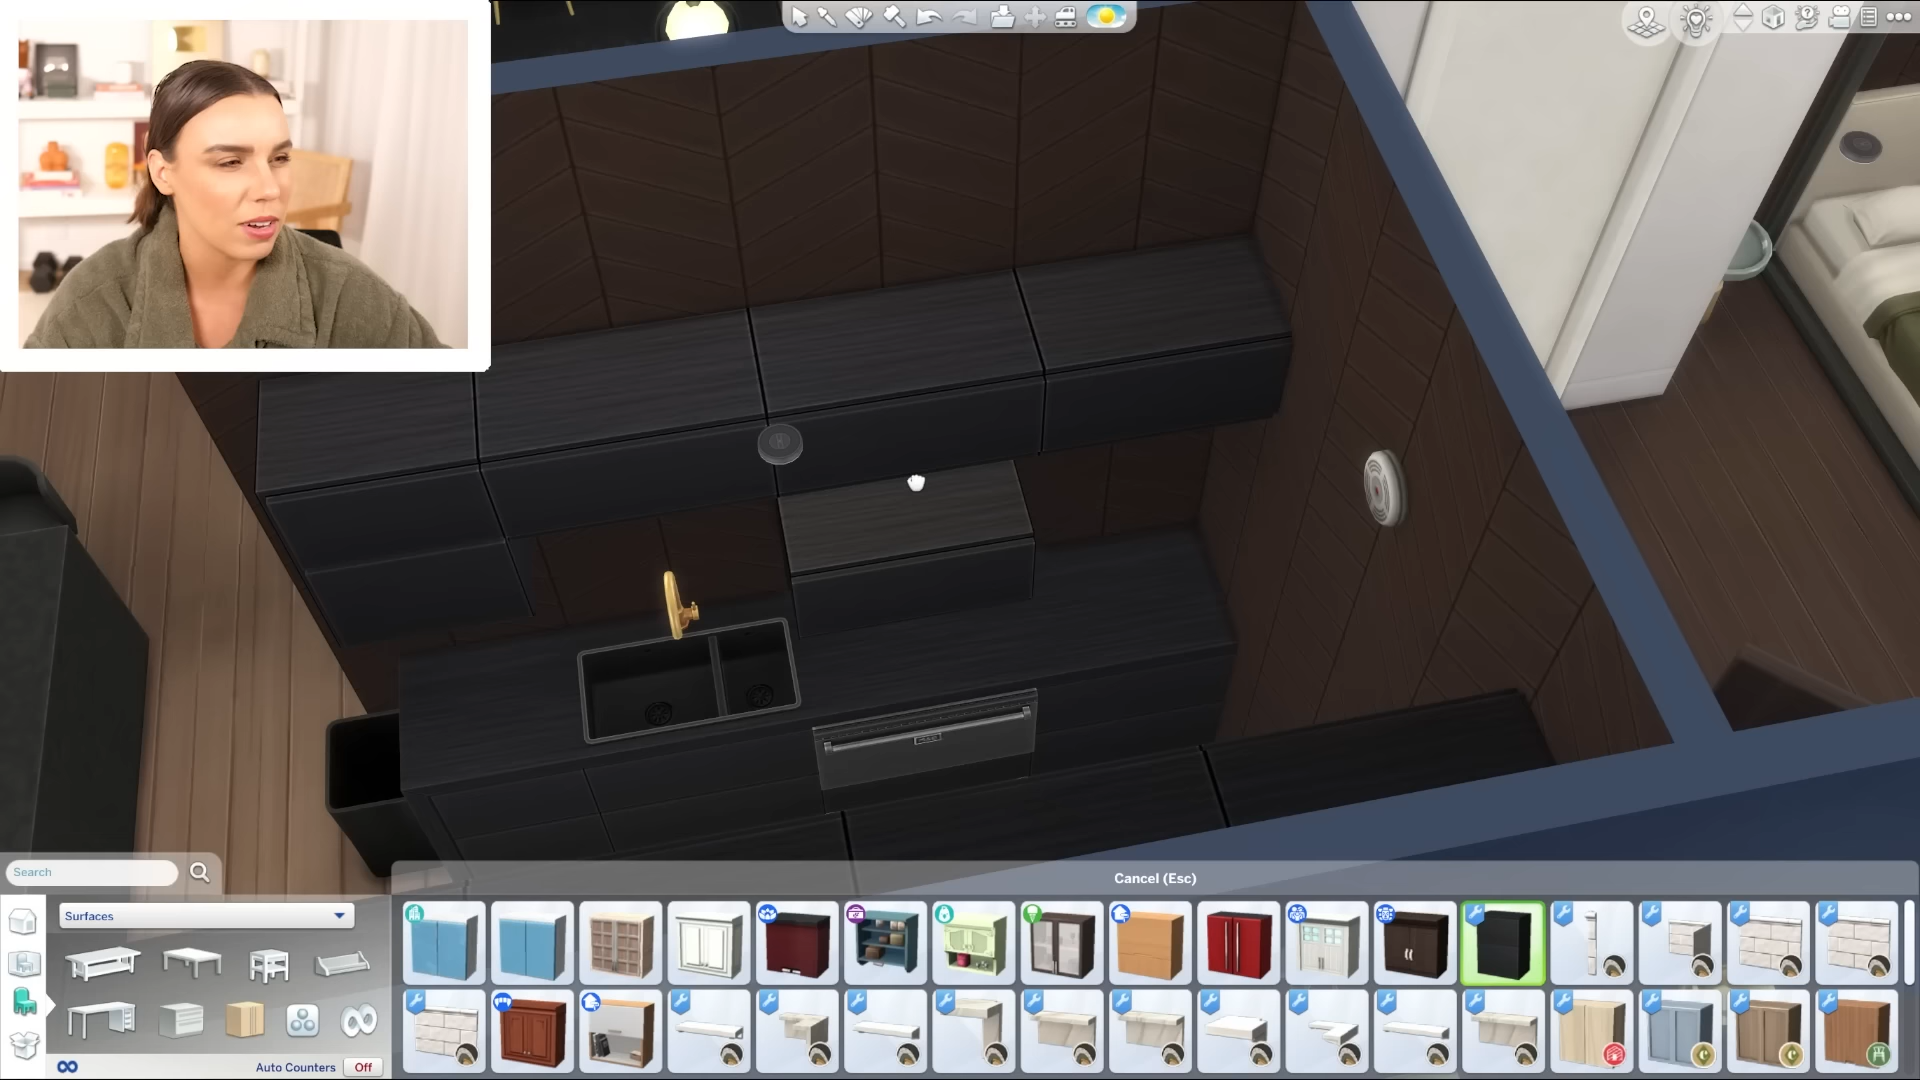 Cancel (Esc)
Search
Surfaces
Auto Counters
Off